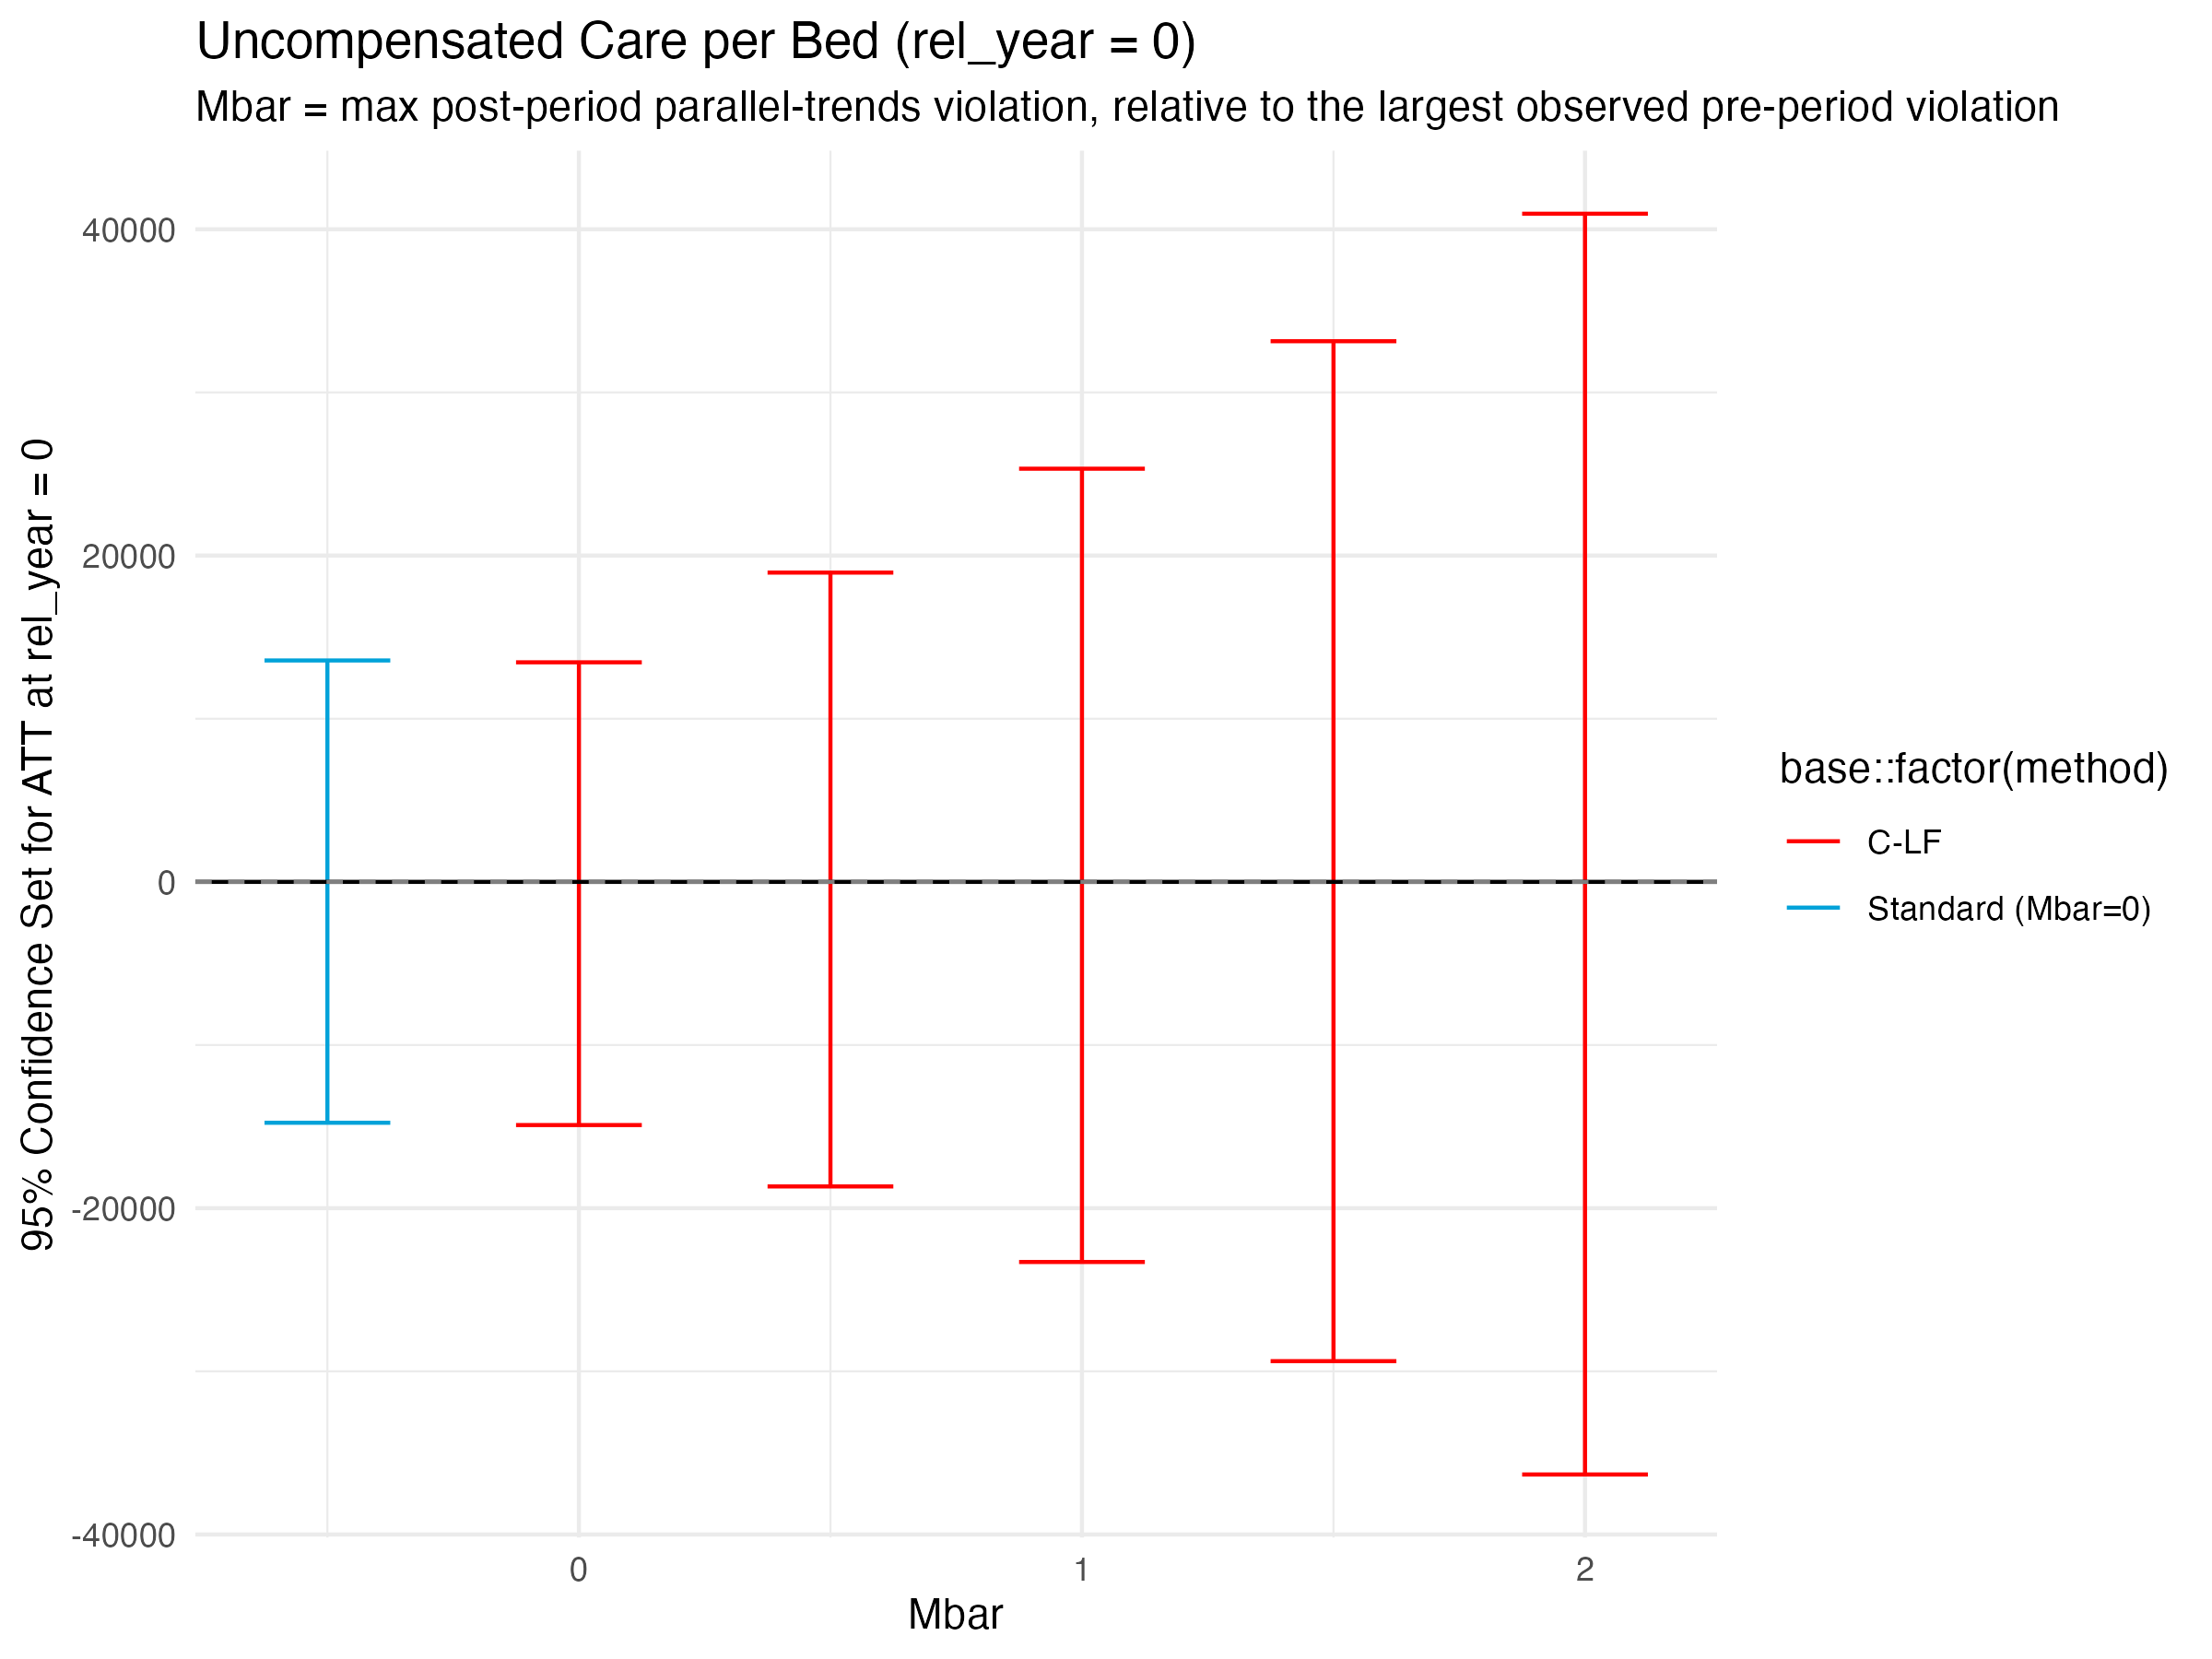 Uncompensated Care per Bed (rel_year = 0)
Mbar = max post-period parallel-trends violation, relative to the largest observed pre-period violation
95% Confidence Set for ATT at rel_year = 0
40000
20000
0
-20000
-40000
0
1
2
Mbar
base::factor(method)
C-LF
Standard (Mbar=0)